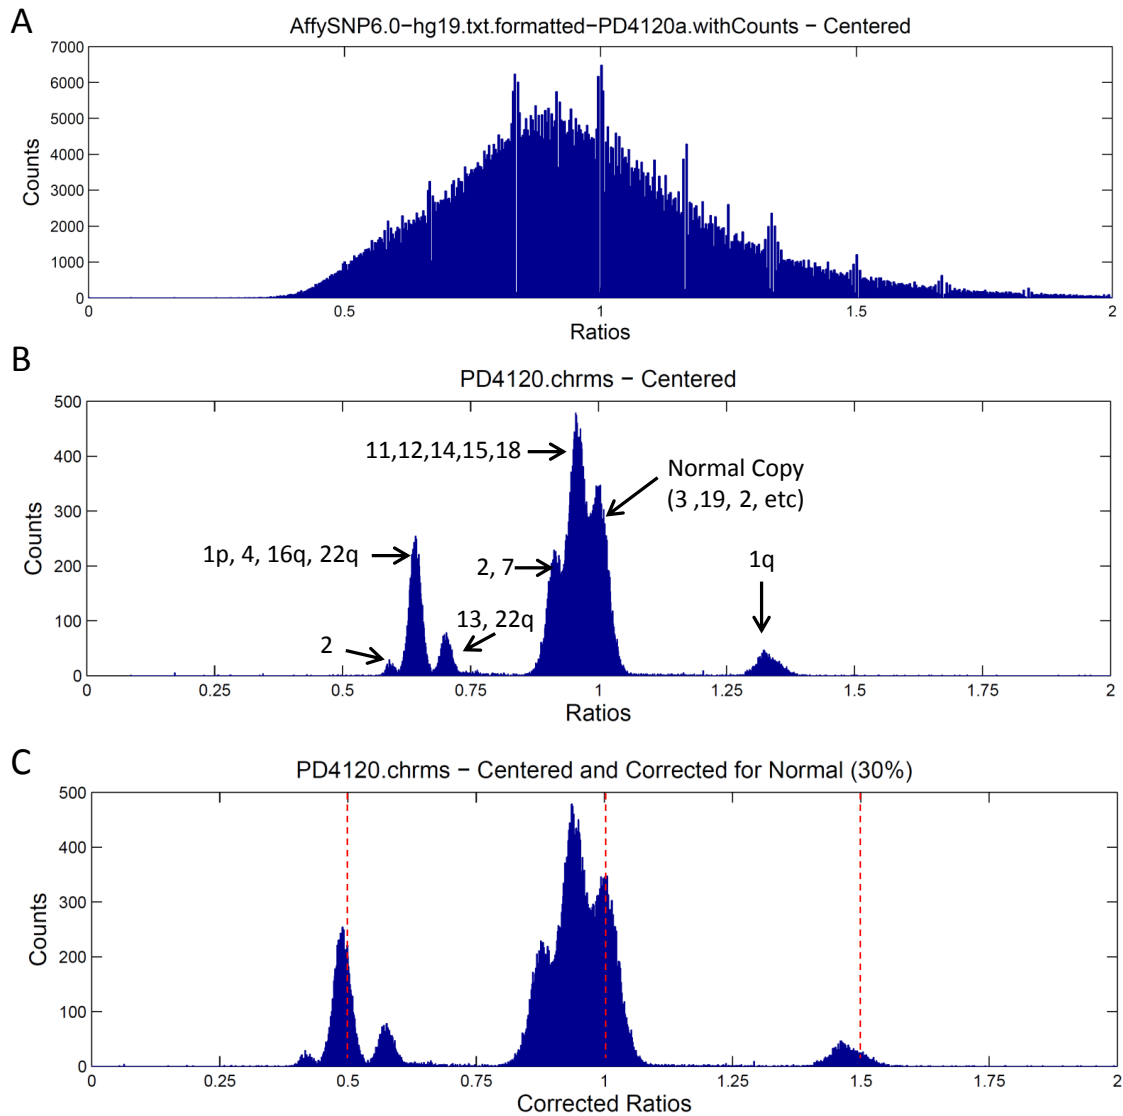 A
AffySNP6.0−hg19.txt.formatted−PD4120a.withCounts − Centered
7000
6000
5000
4000
3000
2000
1000
0
Counts
0 0.5 1 1.5 2
Ratios
B
PD4120.chrms − Centered
500
400
300
200
100
0
Counts
11,12,14,15,18
Normal Copy
(3 ,19, 2, etc)
1p, 4, 16q, 22q
2, 7
1q
13, 22q
2
0 0.25 0.5 0.75 1 1.25 1.5 1.75 2
Ratios
C
PD4120.chrms − Centered and Corrected for Normal (30%)
500
400
300
200
100
0
Counts
0 0.25 0.5 0.75 1 1.25 1.5 1.75 2
Corrected Ratios